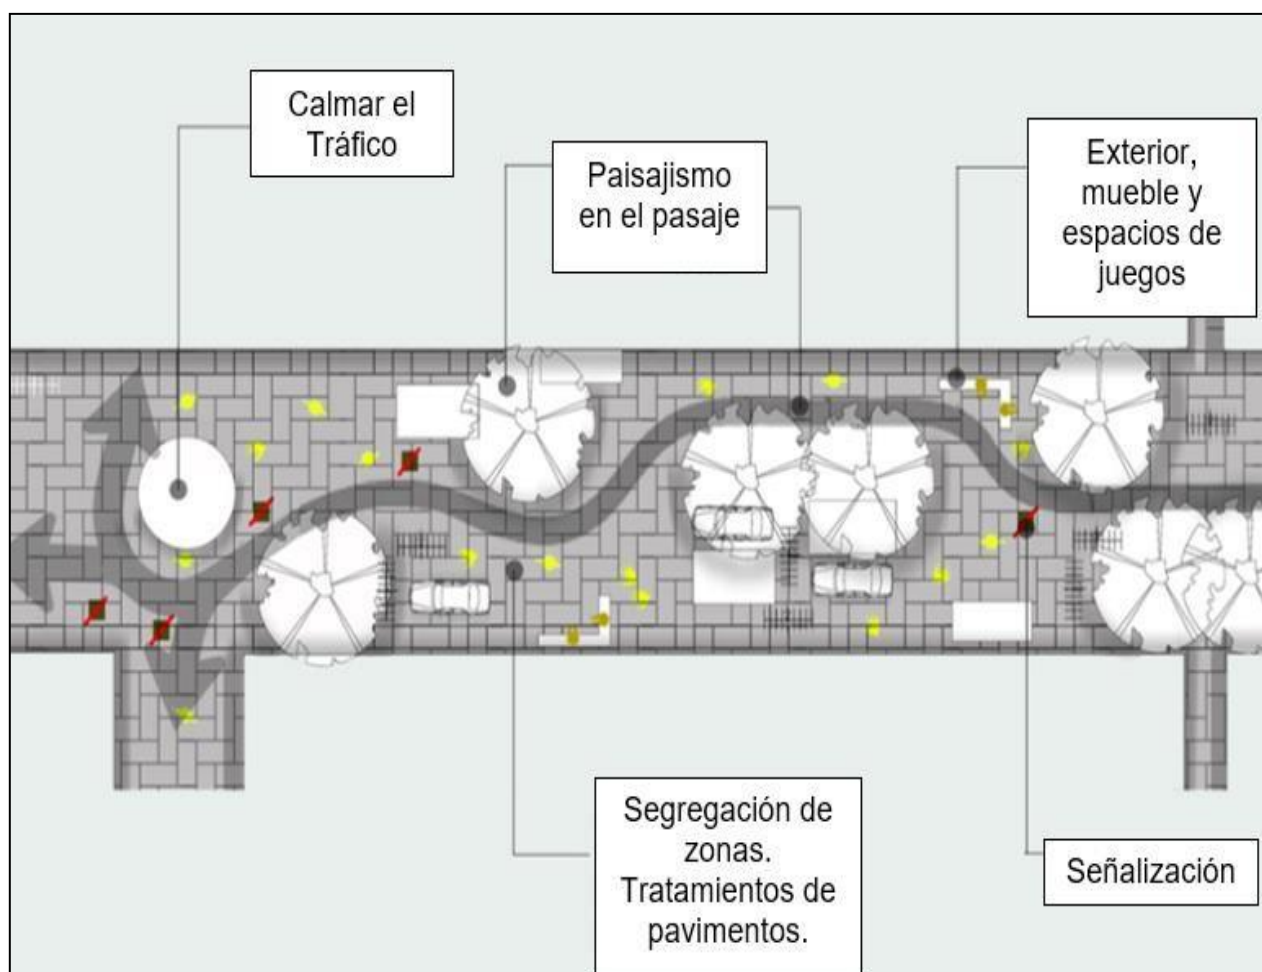 Calmar el
Tráfico
Paisajismo
en el pasaje
Exterior,
mueble y
espacios de
juegos
Segregación de
zonas.
Tratamientos de
pavimentos.
Señalización